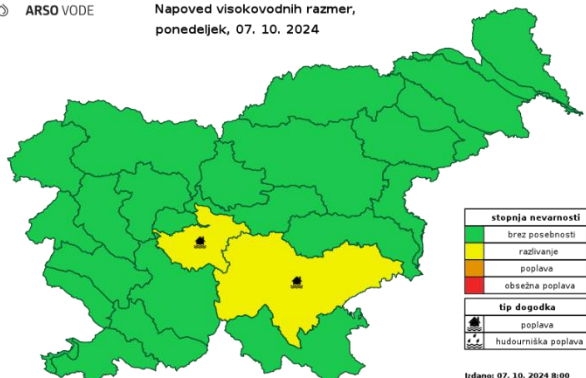 ARSO VODE
Napoved visokovodnih razmer,
ponedeljek, 07. 10. 2024
stopnja nevarnosti
brez posebnosti
razlivanje
poplava
obsežna poplava
tip dogodka
poplava
hudourniška poplava
Izdano: 07. 10. 2024 8:00